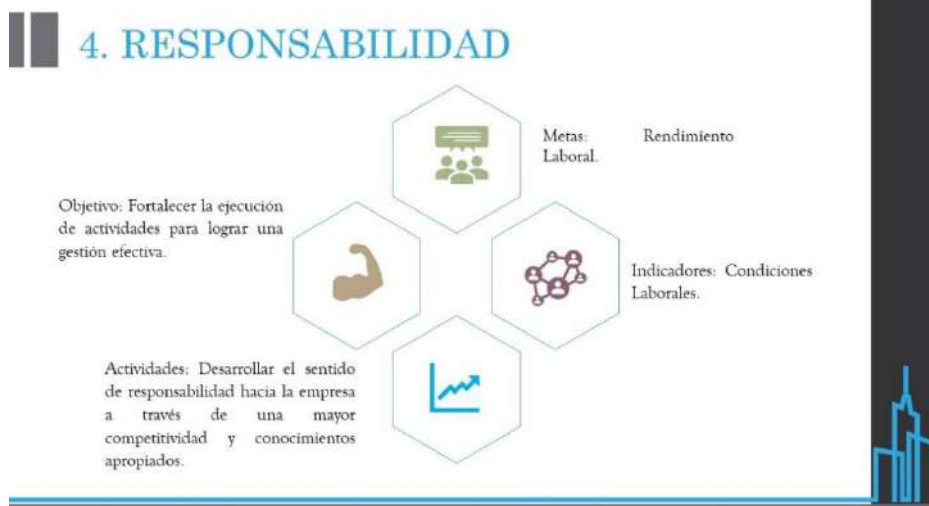 4. RESPONSABILIDAD
Metas: Rendimiento
Laboral.
Objetivo: Fortalecer la ejecución
de actividades para lograr una
gestión efectiva.
Indicadores: Condiciones
Laborales.
Actividades: Desarrollar el sentido
de responsabilidad hacia la empresa
a través de una mayor
competitividad y conocimientos
apropiados.